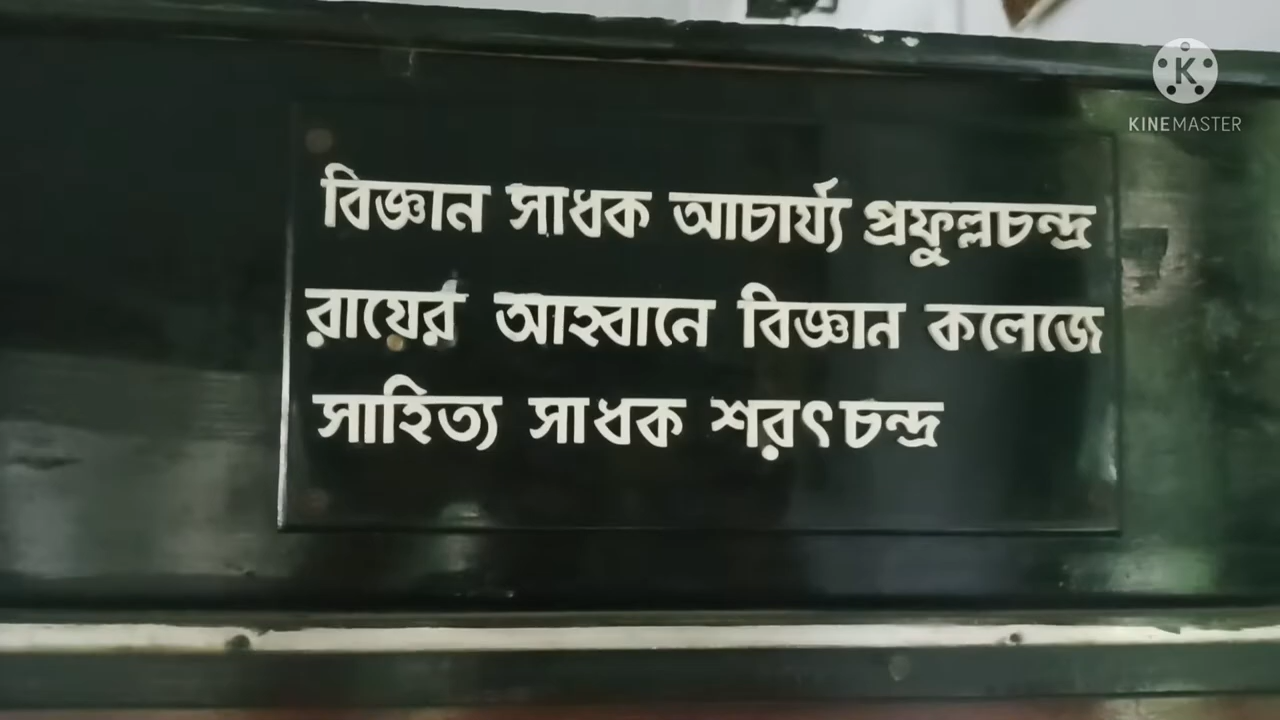 KINEMASTER
বিজ্ঞান সাধক আচার্য্য প্রফুল্লচন্দ্র
রায়ের আহ্বানে বিজ্ঞান কলেজে
সাহিত্য সাধক শরৎচন্দ্র